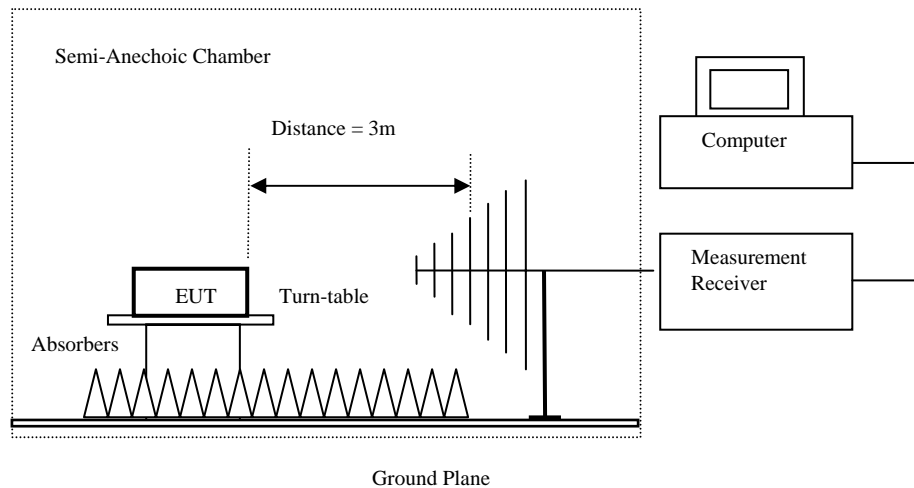 Semi-Anechoic Chamber
Distance = 3m
Computer
Measurement
Receiver
EUT
Turn-table
Absorbers
Ground Plane